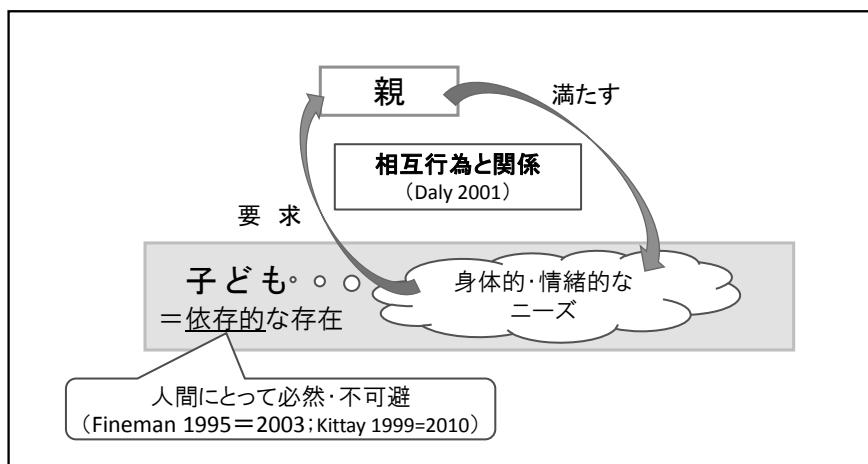 親
満たす
相互行為と関係
（Daly 2001）
要 求
子ども
＝依存的な存在
身体的・情緒的な
ニーズ
人間にとって必然・不可避
（Fineman 1995＝2003；Kittay 1999=2010）